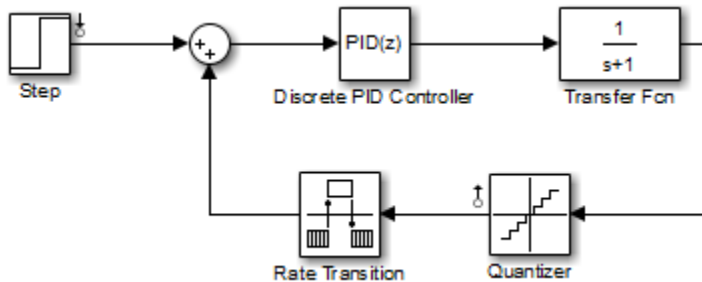 Step
+
+
PID(z)
Discrete PID Controller
1
s+1
Transfer Fcn
Rate Transition
Quantizer